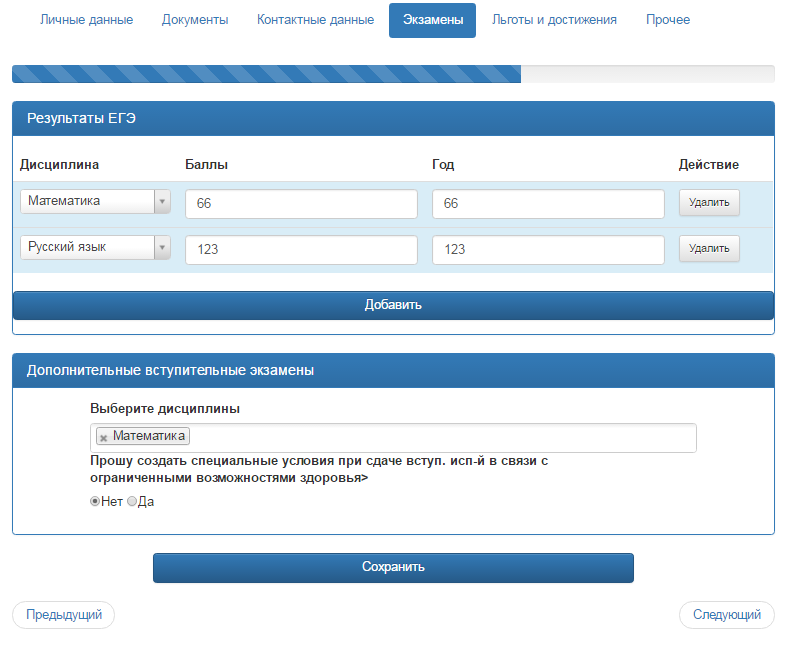 Личные данные Документы Контактные данные Экзамены Льготы и достижения Прочее
Результаты ЕГЭ
Дисциплина Баллы Год Действие
Математика 66 66 Удалить
Русский язык 123 123 Удалить
Добавить
Дополнительные вступительные экзамены
Выберите дисциплины
Математика
Прошу создать специальные условия при сдаче вступ. исп-й в связи с
ограниченными возможностями здоровья>
Нет Да
Сохранить
Предыдущий Следующий